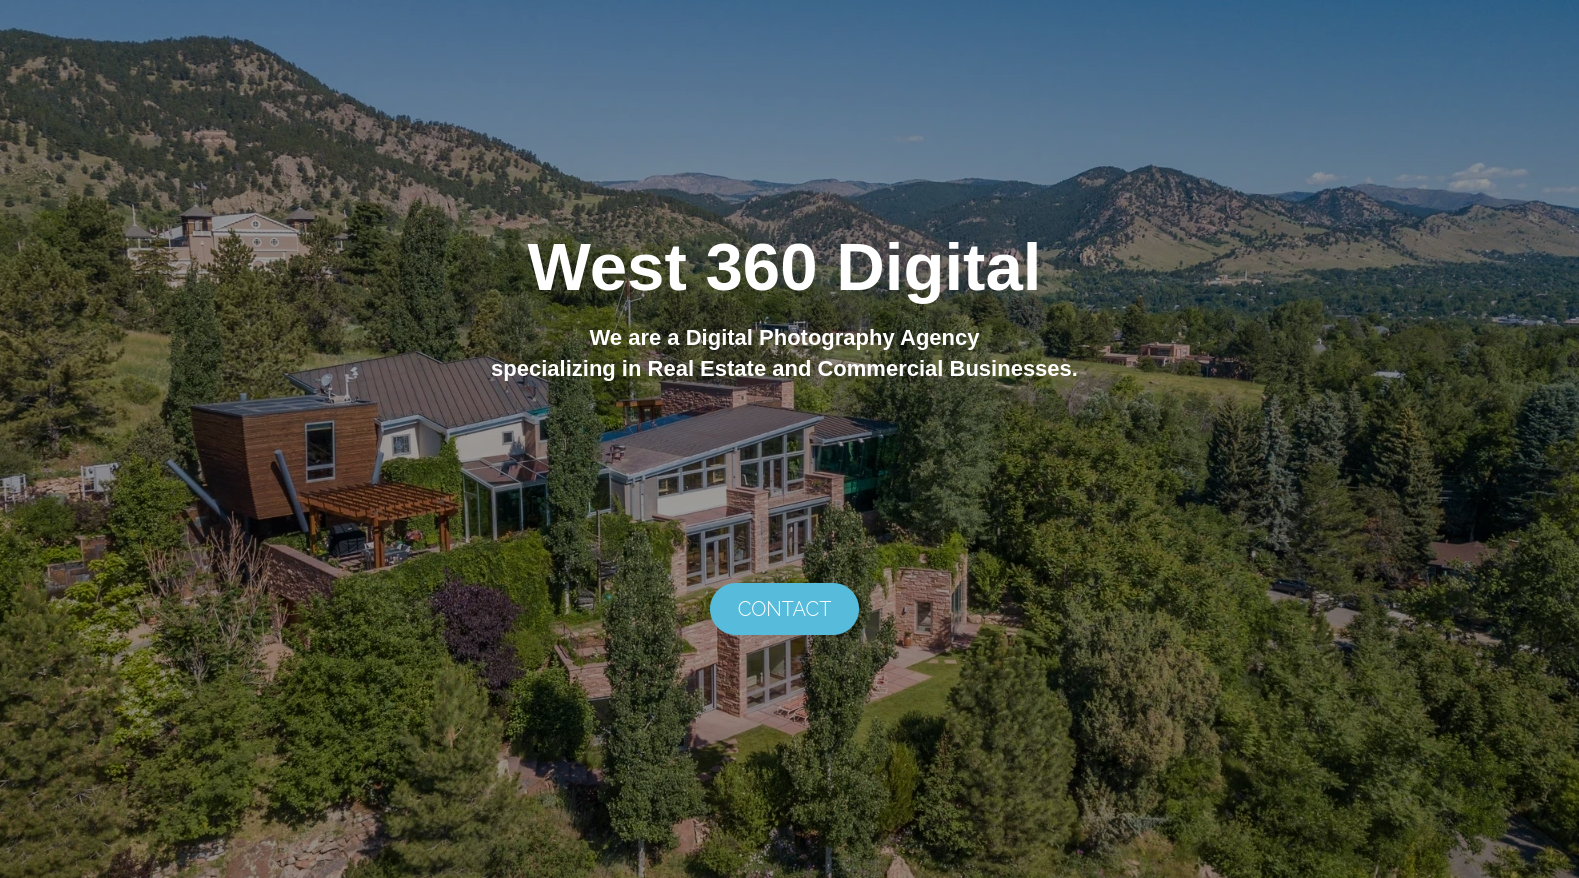 West 360 Digital
We are a Digital Photography Agency
specializing in Real Estate and Commercial Businesses.
CONTACT